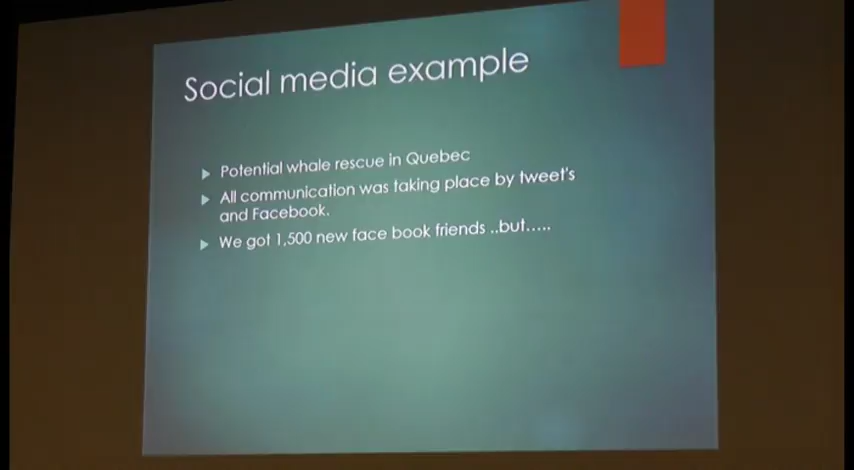 Social media example
Potential whale rescue in Quebec
All communication was taking place by tweet's
and Facebook.
We got 1,500 new face book friends ..but.....